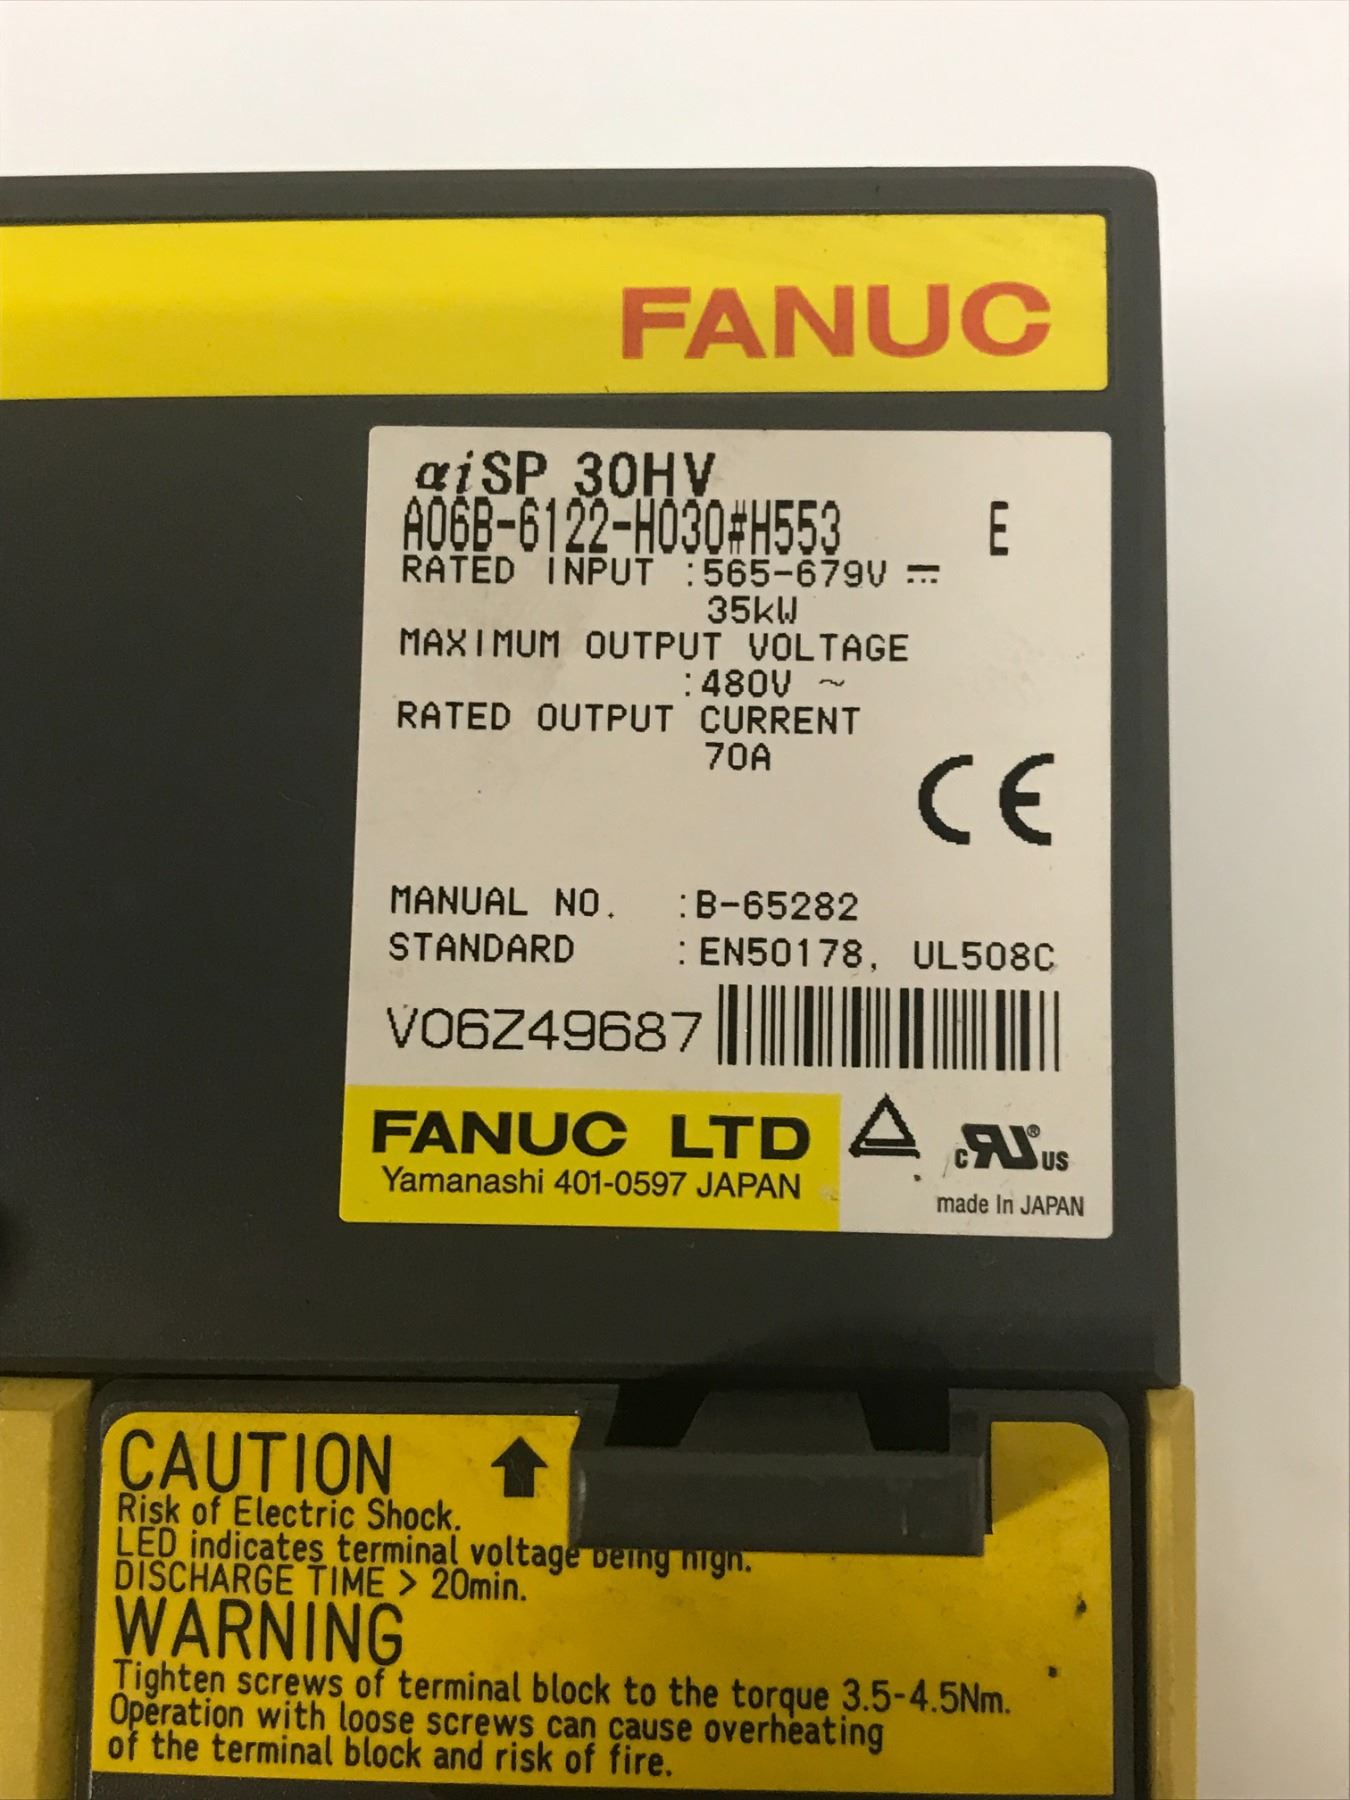 FANUC
αiSP 30HV
A06B-6122-H030#H553 E
RATED INPUT :565-679V ⎓
35kW
MAXIMUM OUTPUT VOLTAGE
:480V ~
RATED OUTPUT CURRENT
70A
CE
MANUAL NO. :B-65282
STANDARD :EN50178, UL508C
V06Z49687
FANUC LTD
Yamanashi 401-0597 JAPAN
c RU ® US
made In JAPAN
CAUTION
Risk of Electric Shock.
LED indicates terminal voltage being high.
DISCHARGE TIME > 20min.
WARNING
Tighten screws of terminal block to the torque 3.5-4.5Nm.
Operation with loose screws can cause overheating
of the terminal block and risk of fire.